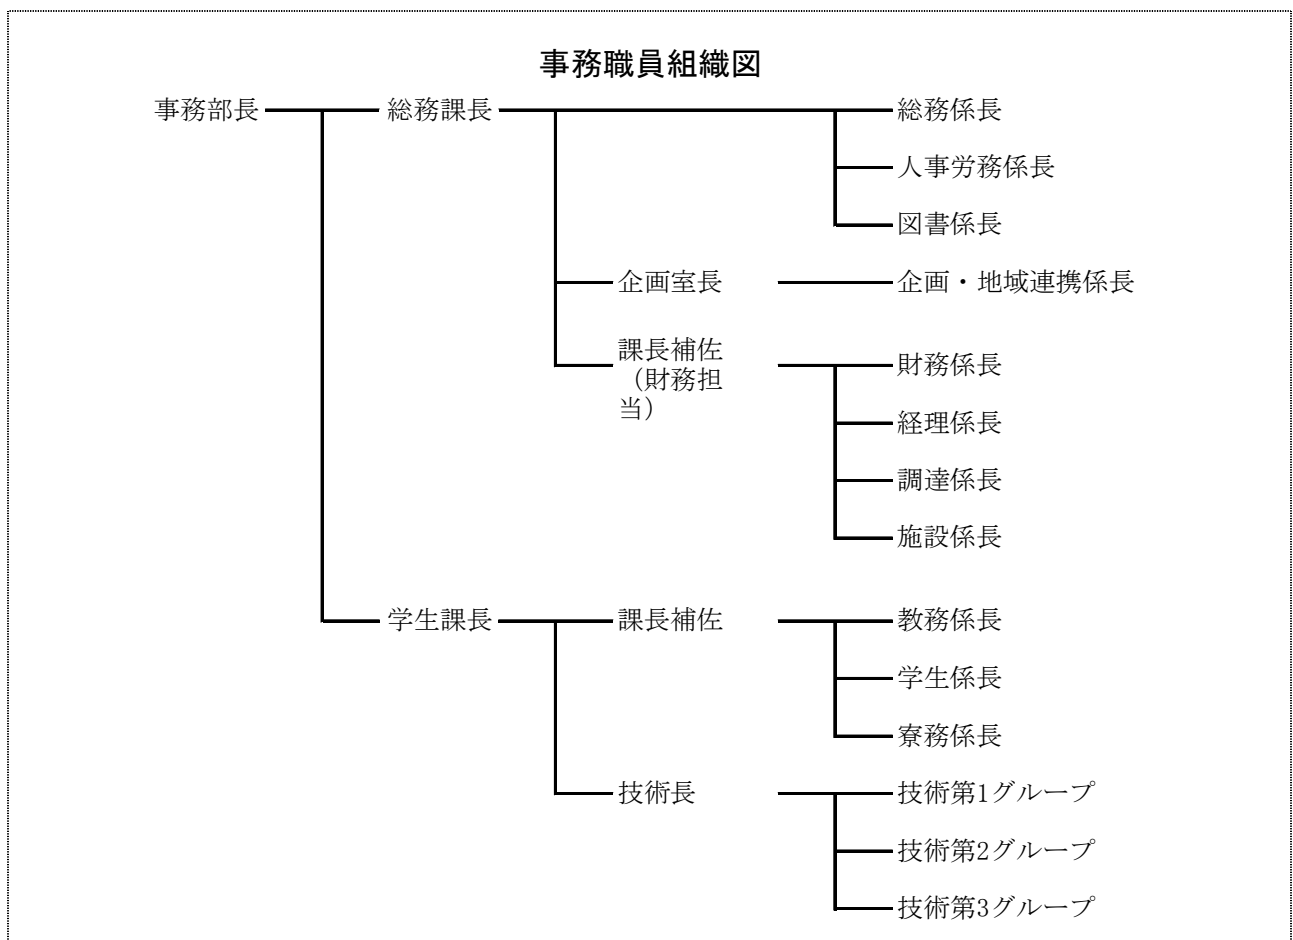 事務職員組織図
事務部長 総務課長 総務係長
人事労務係長
図書係長
企画室長 企画・地域連携係長
課長補佐
（財務担
当）
財務係長
経理係長
調達係長
施設係長
学生課長 課長補佐 教務係長
学生係長
寮務係長
技術長 技術第1グループ
技術第2グループ
技術第3グループ